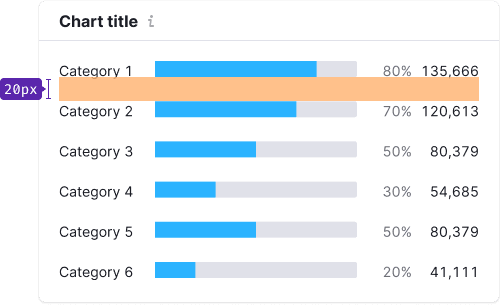 Chart title i
Category 1 80% 135,666
20px
Category 2 70% 120,613
Category 3 50% 80,379
Category 4 30% 54,685
Category 5 50% 80,379
Category 6 20% 41,111